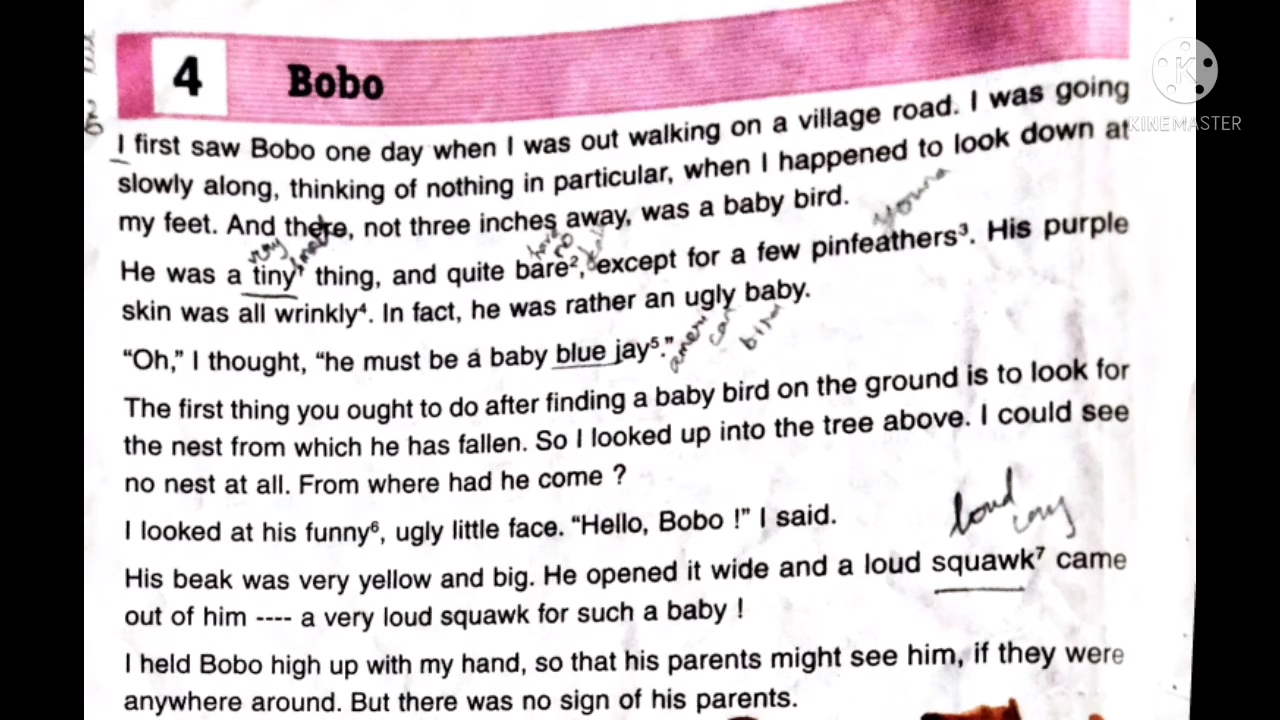 4 Bobo
KINEMASTER
I first saw Bobo one day when I was out walking on a village road. I was going
slowly along, thinking of nothing in particular, when I happened to look down at
my feet. And there, not three inches away, was a baby bird.
young
very small
have no
He was a tiny¹ thing, and quite bare², except for a few pinfeathers³. His purple
skin was all wrinkly⁴. In fact, he was rather an ugly baby.
american bird
“Oh,” I thought, “he must be a baby blue jay⁵.”
The first thing you ought to do after finding a baby bird on the ground is to look for
the nest from which he has fallen. So I looked up into the tree above. I could see
no nest at all. From where had he come ?
I looked at his funny⁶, ugly little face. “Hello, Bobo !” I said.
loud
His beak was very yellow and big. He opened it wide and a loud squawk⁷ came
out of him ---- a very loud squawk for such a baby !
I held Bobo high up with my hand, so that his parents might see him, if they were
anywhere around. But there was no sign of his parents.